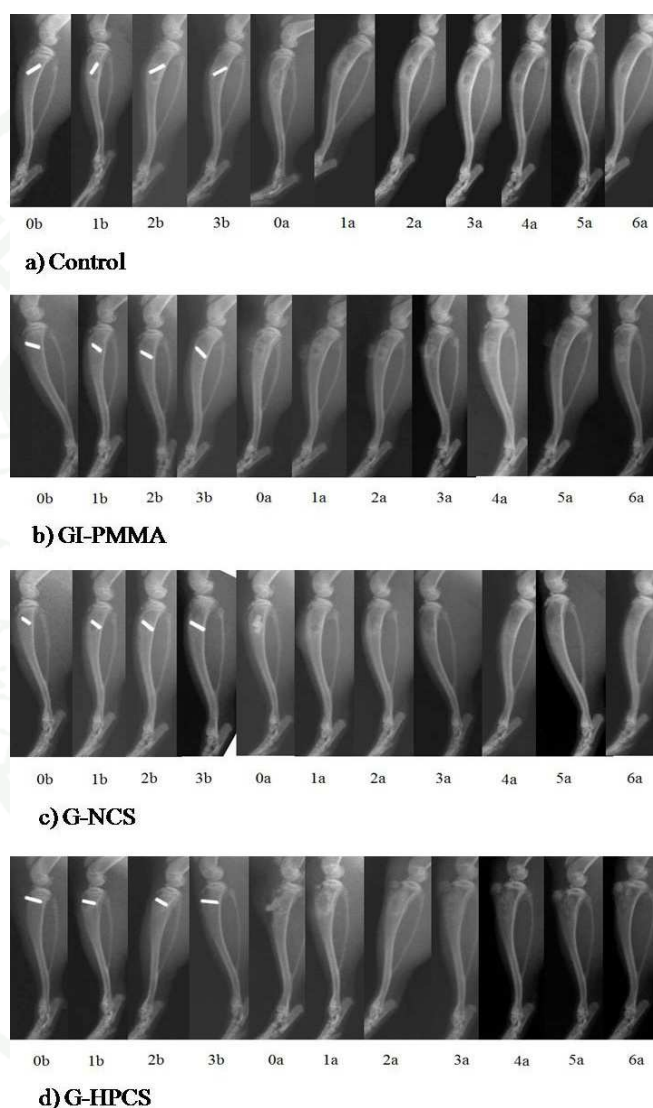 0b 1b 2b 3b 0a 1a 2a 3a 4a 5a 6a
a) Control
0b 1b 2b 3b 0a 1a 2a 3a 4a 5a 6a
b) GI-PMMA
0b 1b 2b 3b 0a 1a 2a 3a 4a 5a 6a
c) G-NCS
0b 1b 2b 3b 0a 1a 2a 3a 4a 5a 6a
d) G-HPCS